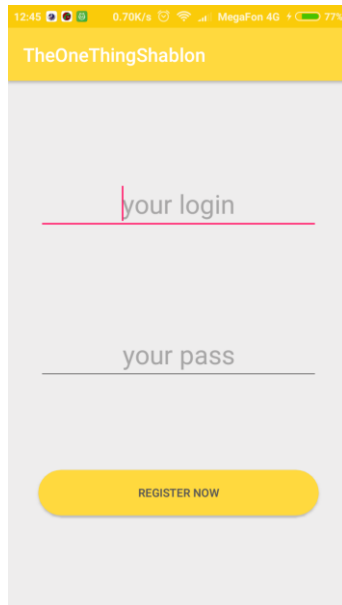 12:45 0.70K/s MegaFon 4G 77%
TheOneThingShablon
your login
your pass
REGISTER NOW